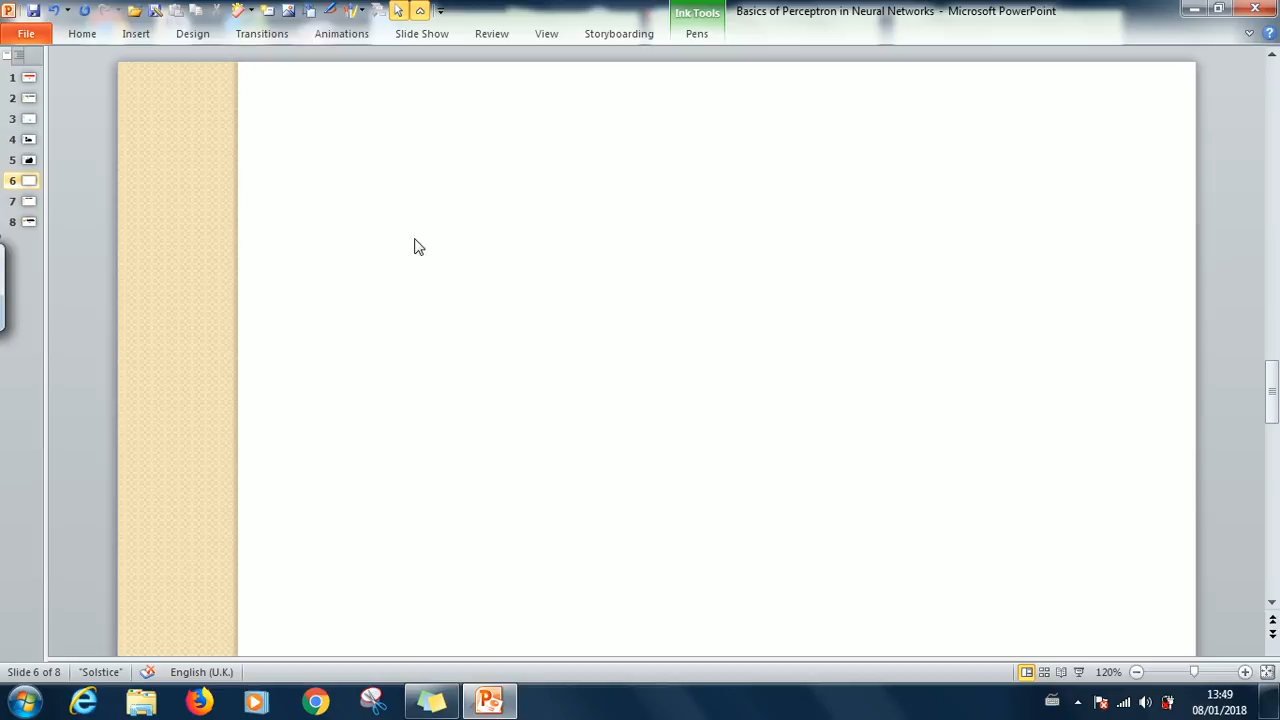 Ink Tools
Basics of Perceptron in Neural Networks - Microsoft PowerPoint
File Home Insert Design Transitions Animations Slide Show Review View Storyboarding Pens
1
2
3
4
5
6
7
8
Slide 6 of 8 "Solstice" English (U.K.) 120%
13:49
08/01/2018